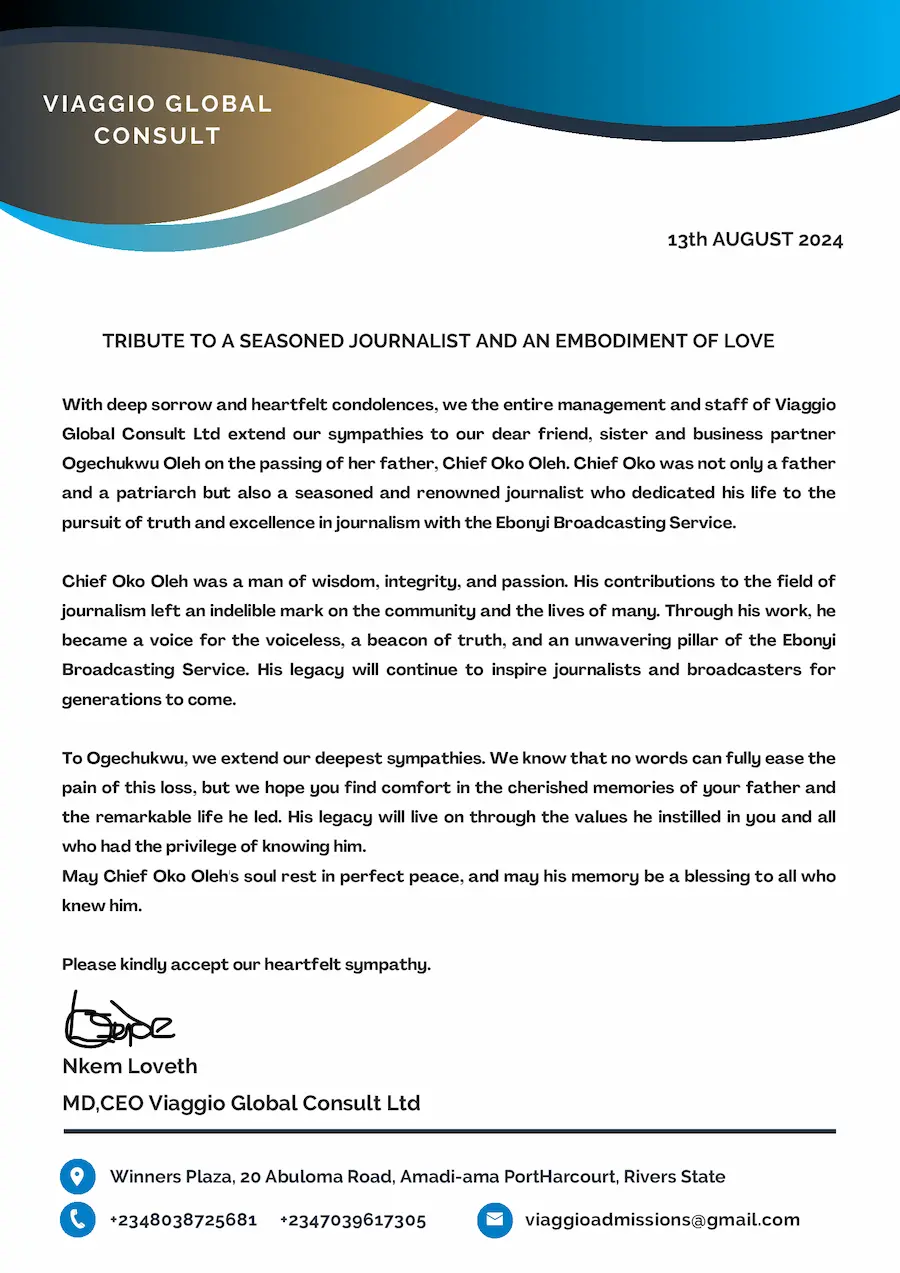 VIAGGIO GLOBAL
CONSULT
13th AUGUST 2024
TRIBUTE TO A SEASONED JOURNALIST AND AN EMBODIMENT OF LOVE
With deep sorrow and heartfelt condolences, we the entire management and staff of Viaggio
Global Consult Ltd extend our sympathies to our dear friend, sister and business partner
Ogechukwu Oleh on the passing of her father, Chief Oko Oleh. Chief Oko was not only a father
and a patriarch but also a seasoned and renowned journalist who dedicated his life to the
pursuit of truth and excellence in journalism with the Ebonyi Broadcasting Service.
Chief Oko Oleh was a man of wisdom, integrity, and passion. His contributions to the field of
journalism left an indelible mark on the community and the lives of many. Through his work, he
became a voice for the voiceless, a beacon of truth, and an unwavering pillar of the Ebonyi
Broadcasting Service. His legacy will continue to inspire journalists and broadcasters for
generations to come.
To Ogechukwu, we extend our deepest sympathies. We know that no words can fully ease the
pain of this loss, but we hope you find comfort in the cherished memories of your father and
the remarkable life he led. His legacy will live on through the values he instilled in you and all
who had the privilege of knowing him.
May Chief Oko Oleh's soul rest in perfect peace, and may his memory be a blessing to all who
knew him.
Please kindly accept our heartfelt sympathy.
Nkem Loveth
MD,CEO Viaggio Global Consult Ltd
Winners Plaza, 20 Abuloma Road, Amadi-ama PortHarcourt, Rivers State
+2348038725681 +2347039617305 viaggioadmissions@gmail.com